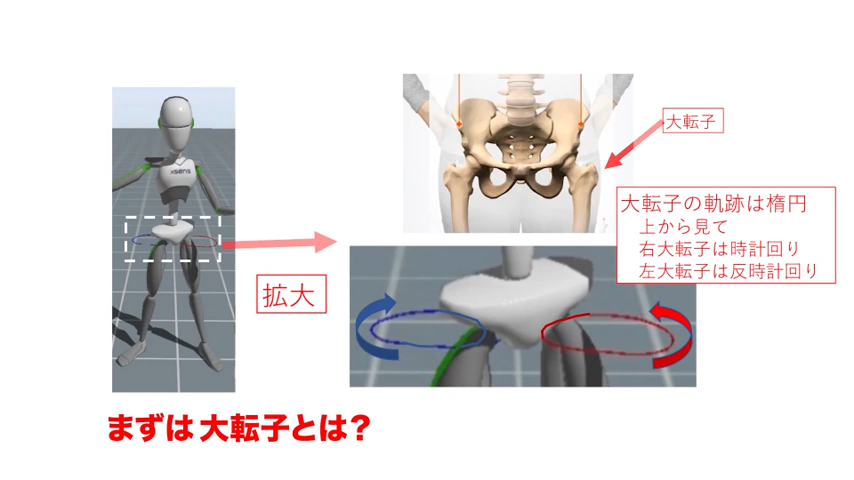 xsens
大転子
大転子の軌跡は楕円
上から見て
右大転子は時計回り
左大転子は反時計回り
拡大
まずは 大転子とは?